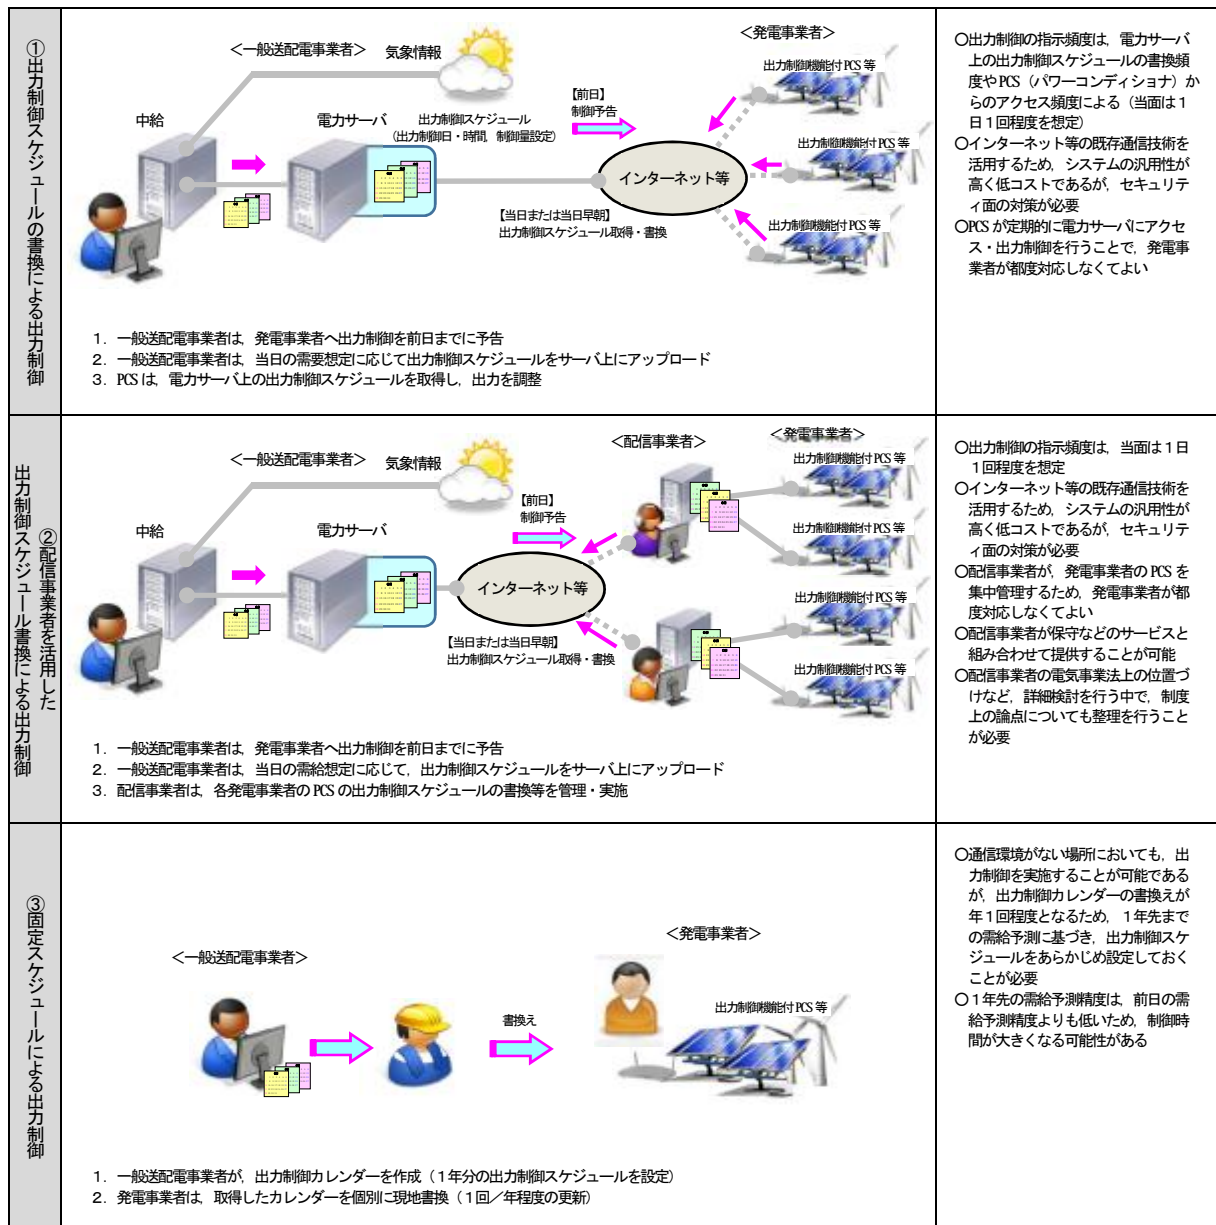 ①出力制御スケジュールの書換による出力制御
＜一般送配電事業者＞
気象情報
＜発電事業者＞
出力制御機能付PCS等
【前日】
制御予告
中給
電力サーバ
出力制御スケジュール
（出力制御日・時間，制御量設定）
出力制御機能付PCS等
インターネット等
【当日または当日早朝】
出力制御スケジュール取得・書換
出力制御機能付PCS等
1．一般送配電事業者は，発電事業者へ出力制御を前日までに予告
2．一般送配電事業者は，当日の需要想定に応じて出力制御スケジュールをサーバ上にアップロード
3．PCSは，電力サーバ上の出力制御スケジュールを取得し，出力を調整
○出力制御の指示頻度は，電力サーバ
上の出力制御スケジュールの書換頻
度やPCS（パワーコンディショナ）か
らのアクセス頻度による（当面は１
日１回程度を想定）
○インターネット等の既存通信技術を
活用するため，システムの汎用性が
高く低コストであるが，セキュリテ
ィ面の対策が必要
○PCSが定期的に電力サーバにアクセ
ス・出力制御を行うことで，発電事
業者が都度対応しなくてよい
②配信事業者を活用した
出力制御スケジュール書換による出力制御
＜一般送配電事業者＞
気象情報
＜配信事業者＞
＜発電事業者＞
出力制御機能付PCS等
【前日】
制御予告
中給
電力サーバ
出力制御機能付PCS等
インターネット等
出力制御機能付PCS等
【当日または当日早朝】
出力制御スケジュール取得・書換
出力制御機能付PCS等
1．一般送配電事業者は，発電事業者へ出力制御を前日までに予告
2．一般送配電事業者は，当日の需給想定に応じて，出力制御スケジュールをサーバ上にアップロード
3．配信事業者は，各発電事業者のPCSの出力制御スケジュールの書換等を管理・実施
○出力制御の指示頻度は，当面は１日
１回程度を想定
○インターネット等の既存通信技術を
活用するため，システムの汎用性が
高く低コストであるが，セキュリテ
ィ面の対策が必要
○配信事業者が，発電事業者のPCSを
集中管理するため，発電事業者が都
度対応しなくてよい
○配信事業者が保守などのサービスと
組み合わせて提供することが可能
○配信事業者の電気事業法上の位置づ
けなど，詳細検討を行う中で，制度
上の論点についても整理を行うこと
が必要
③固定スケジュールによる出力制御
＜一般送配電事業者＞
＜発電事業者＞
出力制御機能付PCS等
書換え
1．一般送配電事業者が，出力制御カレンダーを作成（１年分の出力制御スケジュールを設定）
2．発電事業者は，取得したカレンダーを個別に現地書換（１回／年程度の更新）
○通信環境がない場所においても，出
力制御を実施することが可能である
が，出力制御カレンダーの書換えが
年１回程度となるため，１年先まで
の需給予測に基づき，出力制御スケ
ジュールをあらかじめ設定しておく
ことが必要
○１年先の需給予測精度は，前日の需
給予測精度よりも低いため，制御時
間が大きくなる可能性がある